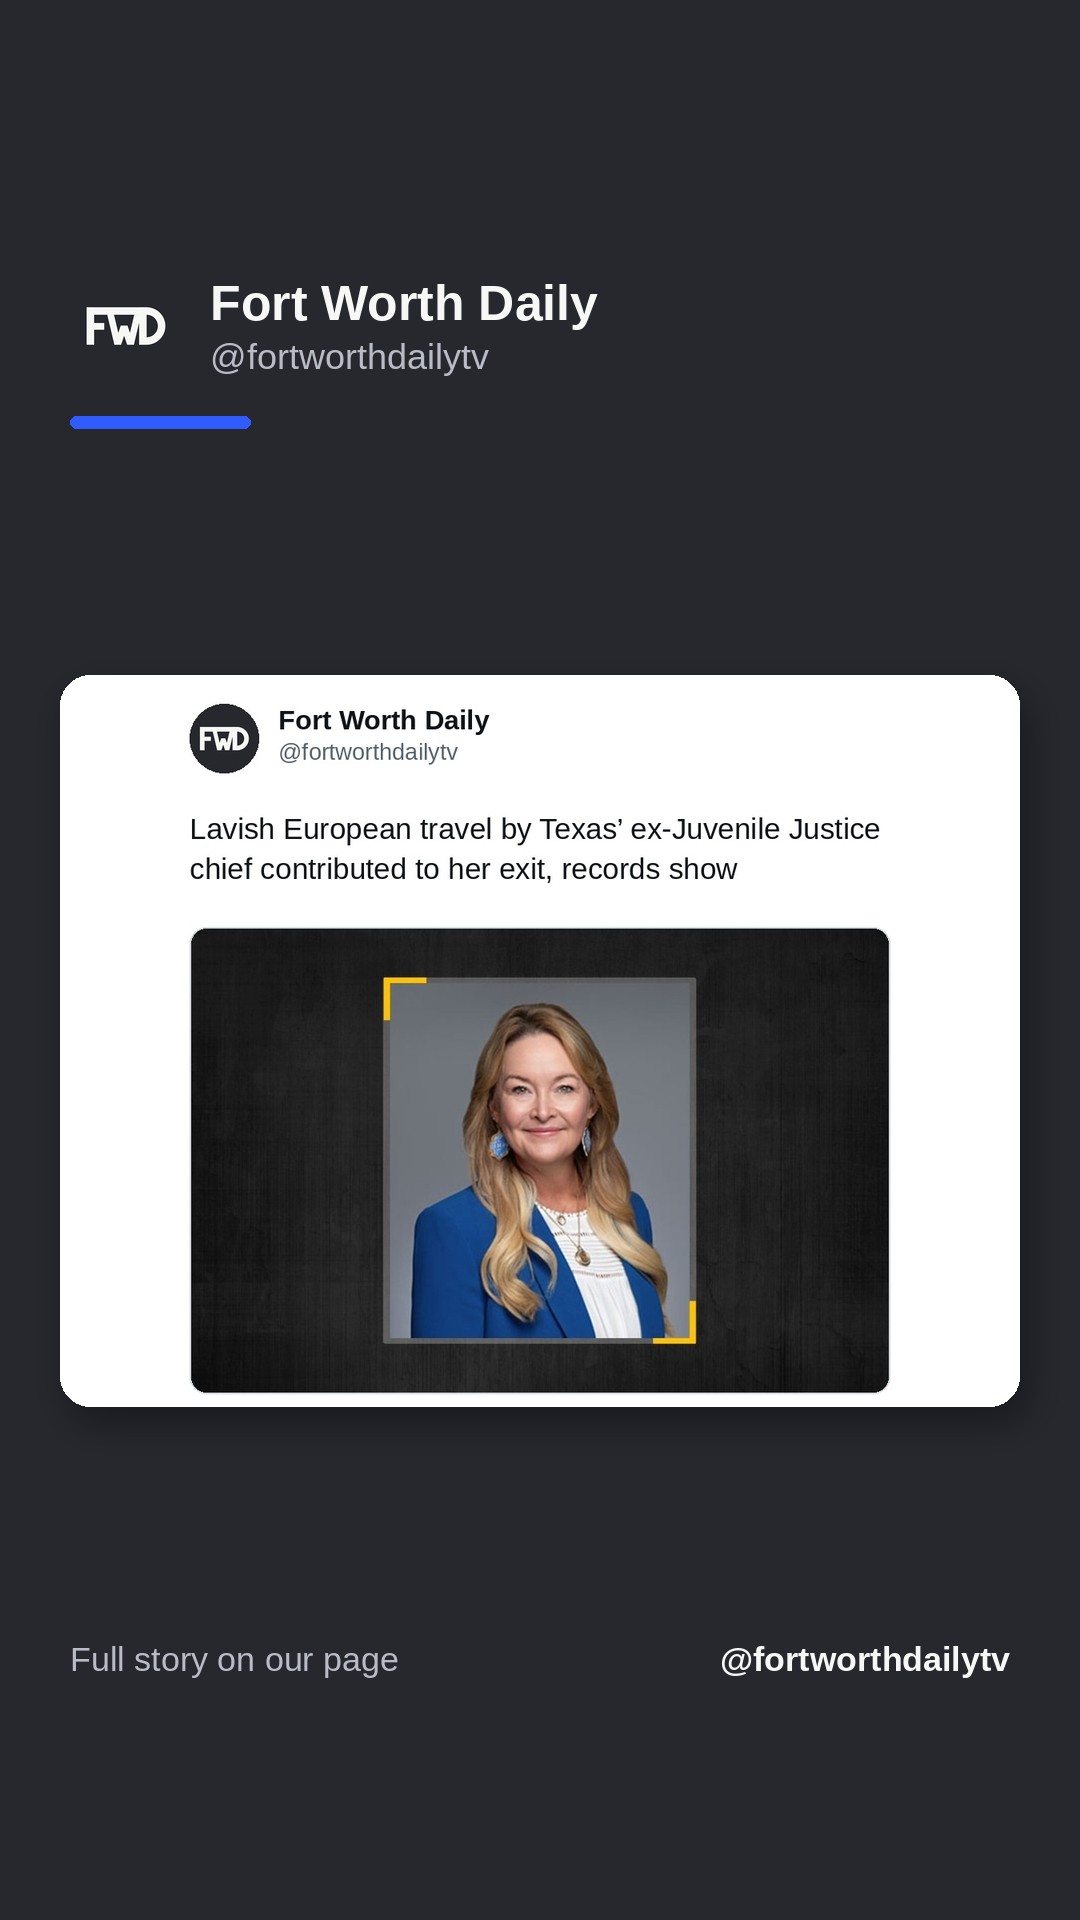 FWD
Fort Worth Daily
@fortworthdailytv
FWD
Fort Worth Daily
@fortworthdailytv
Lavish European travel by Texas’ ex-Juvenile Justice
chief contributed to her exit, records show
Full story on our page
@fortworthdailytv